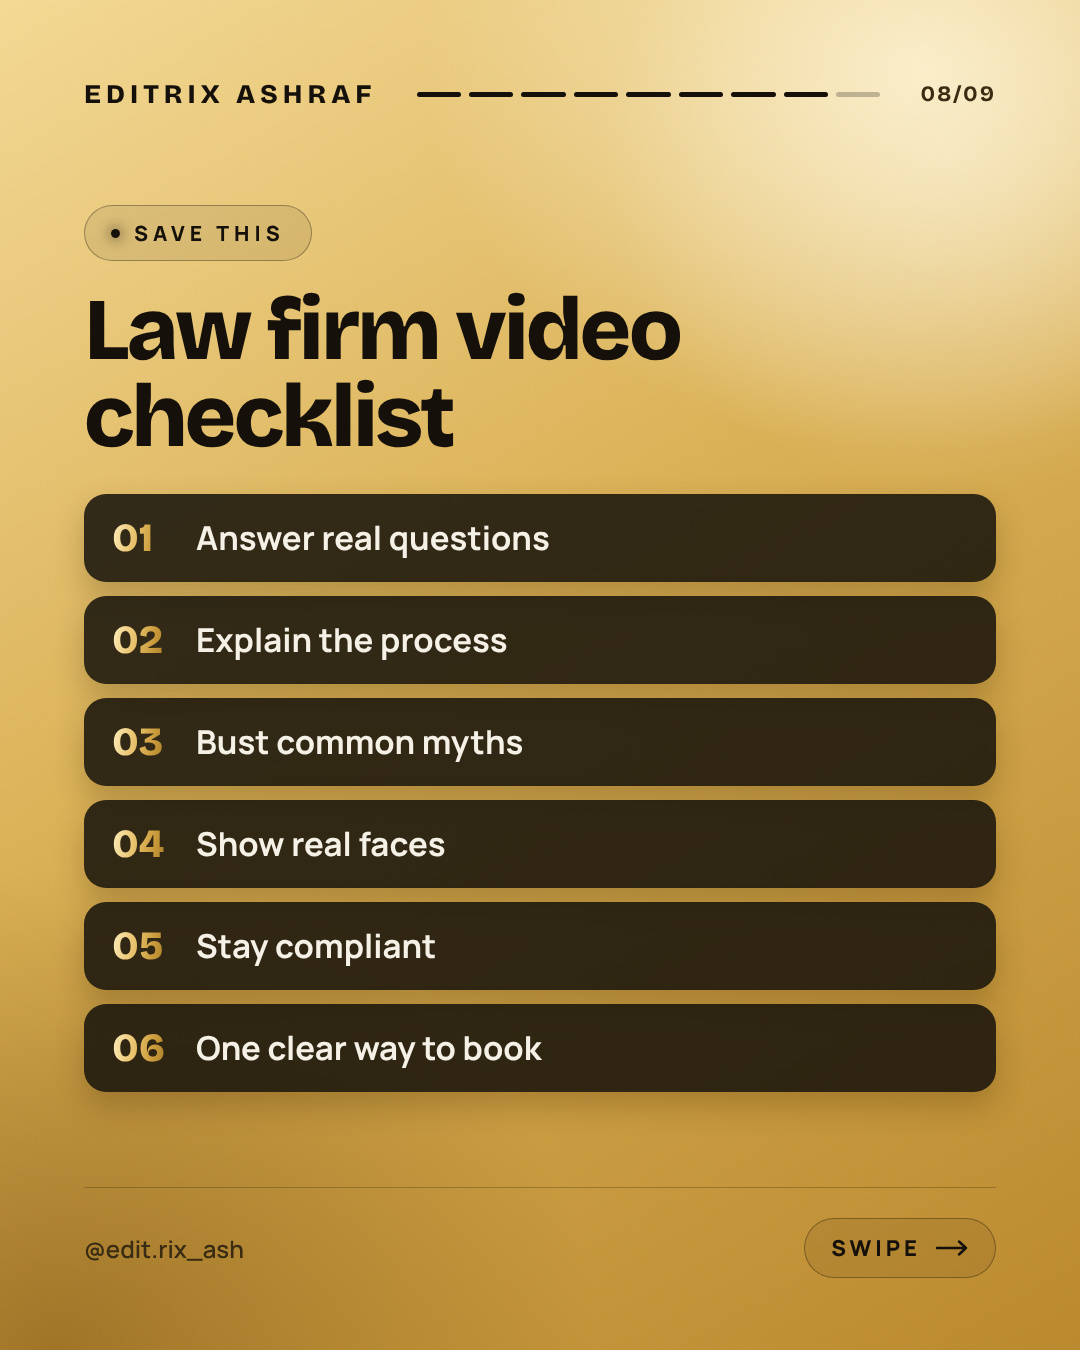 EDITRIX ASHRAF
08/09
SAVE THIS
Law firm video
checklist
01 Answer real questions
02 Explain the process
03 Bust common myths
04 Show real faces
05 Stay compliant
06 One clear way to book
@edit.rix_ash
SWIPE →